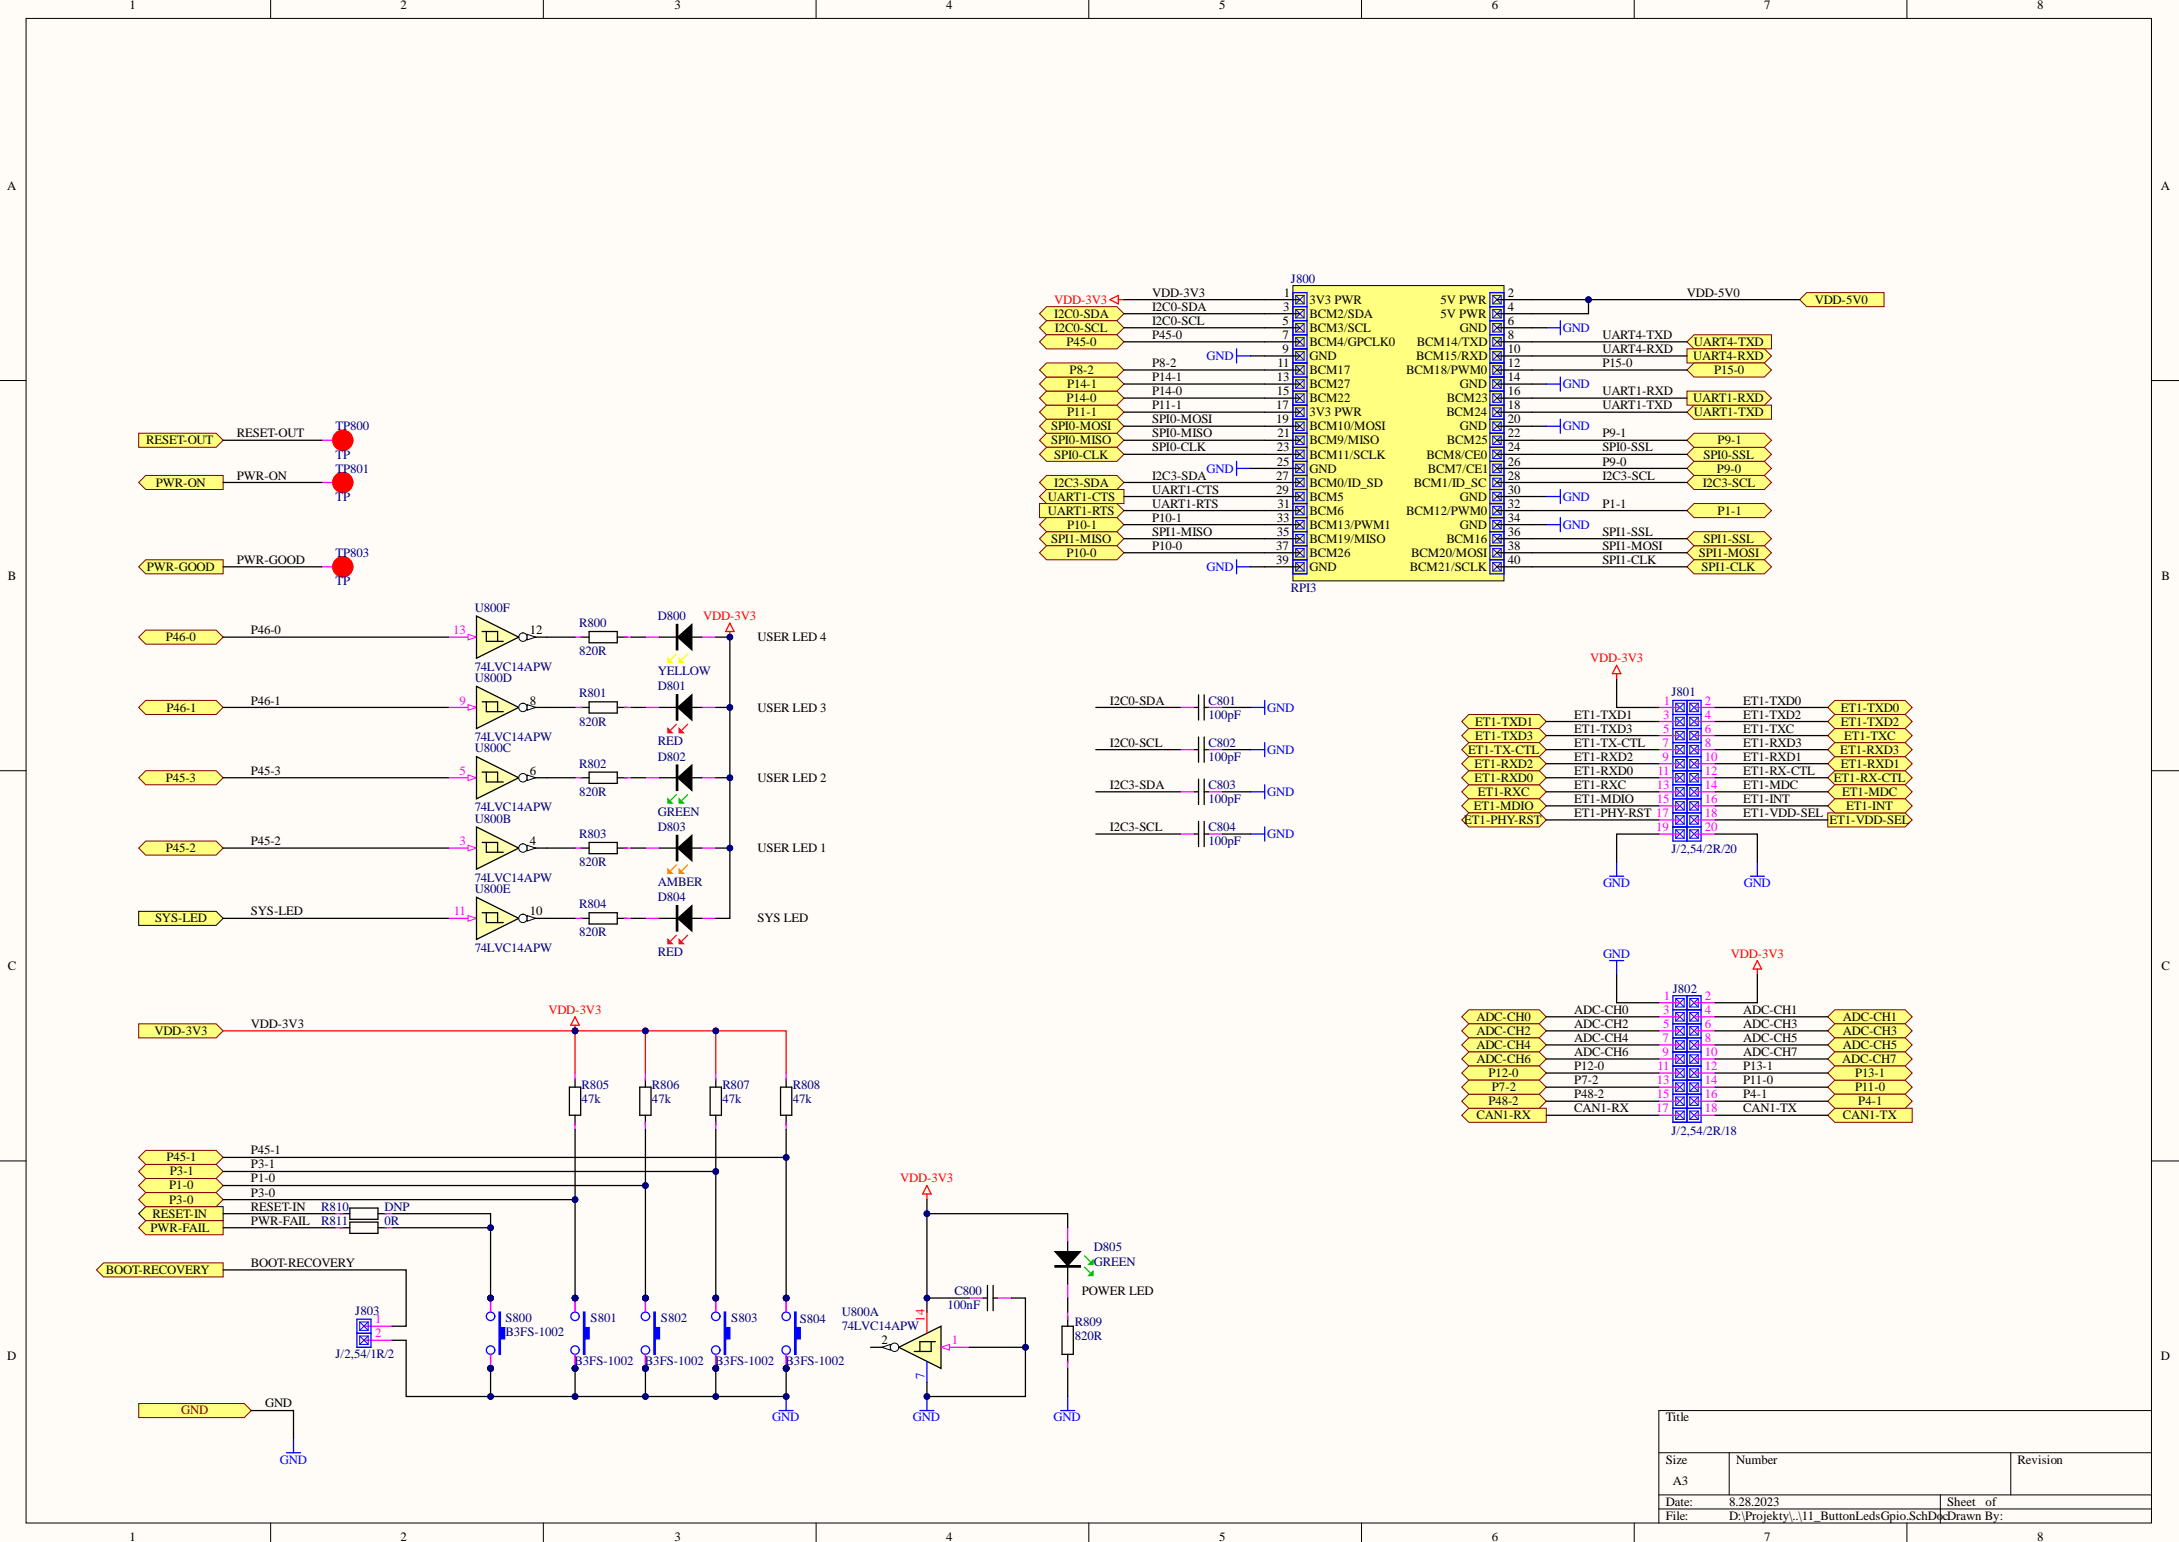 1 2 3 4 5 6 7 8
A A
B B
C C
D D
RESET-OUT RESET-OUT TP800
TP
PWR-ON PWR-ON TP801
TP
PWR-GOOD PWR-GOOD TP803
TP
P46-0 P46-0 13 U800F 12 R800 D800 VDD-3V3 USER LED 4
74LVC14APW 820R YELLOW
P46-1 P46-1 9 U800D 8 R801 D801 USER LED 3
74LVC14APW 820R RED
P45-3 P45-3 5 U800C 6 R802 D802 USER LED 2
74LVC14APW 820R GREEN
P45-2 P45-2 3 U800B 4 R803 D803 USER LED 1
74LVC14APW 820R AMBER
SYS-LED SYS-LED 11 U800E 10 R804 D804 SYS LED
74LVC14APW 820R RED
VDD-3V3 VDD-3V3 VDD-3V3
R805 R806 R807 R808
47k 47k 47k 47k
P45-1 P45-1
P3-1 P3-1
P1-0 P1-0
P3-0 P3-0
RESET-IN RESET-IN R810 DNP
PWR-FAIL PWR-FAIL R811 0R
BOOT-RECOVERY BOOT-RECOVERY
J803
1
2
J/2,54/1R/2
S800 S801 S802 S803 S804
B3FS-1002
B3FS-1002 B3FS-1002 B3FS-1002 B3FS-1002
GND
GND GND
GND
VDD-3V3
D805
GREEN
POWER LED
C800
100nF
U800A
74LVC14APW
14
2 1
7
R809
820R
GND GND
J800
VDD-3V3 VDD-3V3 1 3V3 PWR 5V PWR 2 VDD-5V0 VDD-5V0
I2C0-SDA I2C0-SDA 3 BCM2/SDA 5V PWR 4
I2C0-SCL I2C0-SCL 5 BCM3/SCL GND 6 GND
P45-0 P45-0 7 BCM4/GPCLK0 BCM14/TXD 8 UART4-TXD UART4-TXD
GND 9 GND BCM15/RXD 10 UART4-RXD UART4-RXD
P8-2 P8-2 11 BCM17 BCM18/PWM0 12 P15-0 P15-0
P14-1 P14-1 13 BCM27 GND 14 GND
P14-0 P14-0 15 BCM22 BCM23 16 UART1-RXD UART1-RXD
P11-1 P11-1 17 3V3 PWR BCM24 18 UART1-TXD UART1-TXD
SPI0-MOSI SPI0-MOSI 19 BCM10/MOSI GND 20 GND
SPI0-MISO SPI0-MISO 21 BCM9/MISO BCM25 22 P9-1 P9-1
SPI0-CLK SPI0-CLK 23 BCM11/SCLK BCM8/CE0 24 SPI0-SSL SPI0-SSL
GND 25 GND BCM7/CE1 26 P9-0 P9-0
I2C3-SDA I2C3-SDA 27 BCM0/ID_SD BCM1/ID_SC 28 I2C3-SCL I2C3-SCL
UART1-CTS UART1-CTS 29 BCM5 GND 30 GND
UART1-RTS UART1-RTS 31 BCM6 BCM12/PWM0 32 P1-1 P1-1
P10-1 P10-1 33 BCM13/PWM1 GND 34 GND
SPI1-MISO SPI1-MISO 35 BCM19/MISO BCM16 36 SPI1-SSL SPI1-SSL
P10-0 P10-0 37 BCM26 BCM20/MOSI 38 SPI1-MOSI SPI1-MOSI
GND 39 GND BCM21/SCLK 40 SPI1-CLK SPI1-CLK
RPI3
I2C0-SDA C801 GND
100pF
I2C0-SCL C802 GND
100pF
I2C3-SDA C803 GND
100pF
I2C3-SCL C804 GND
100pF
VDD-3V3
J801
1 2 ET1-TXD0 ET1-TXD0
ET1-TXD1 ET1-TXD1 3 4 ET1-TXD2 ET1-TXD2
ET1-TXD3 ET1-TXD3 5 6 ET1-TXC ET1-TXC
ET1-TX-CTL ET1-TX-CTL 7 8 ET1-RXD3 ET1-RXD3
ET1-RXD2 ET1-RXD2 9 10 ET1-RXD1 ET1-RXD1
ET1-RXD0 ET1-RXD0 11 12 ET1-RX-CTL ET1-RX-CTL
ET1-RXC ET1-RXC 13 14 ET1-MDC ET1-MDC
ET1-MDIO ET1-MDIO 15 16 ET1-INT ET1-INT
ET1-PHY-RST ET1-PHY-RST 17 18 ET1-VDD-SEL ET1-VDD-SEL
19 20
J/2,54/2R/20
GND GND
GND VDD-3V3
J802
1 2
ADC-CH0 ADC-CH0 3 4 ADC-CH1 ADC-CH1
ADC-CH2 ADC-CH2 5 6 ADC-CH3 ADC-CH3
ADC-CH4 ADC-CH4 7 8 ADC-CH5 ADC-CH5
ADC-CH6 ADC-CH6 9 10 ADC-CH7 ADC-CH7
P12-0 P12-0 11 12 P13-1 P13-1
P7-2 P7-2 13 14 P11-0 P11-0
P48-2 P48-2 15 16 P4-1 P4-1
CAN1-RX CAN1-RX 17 18 CAN1-TX CAN1-TX
J/2,54/2R/18
Title
Size Number Revision
A3
Date: 8.28.2023 Sheet of
File: D:\Projekty\..\11_ButtonLedsGpio.SchDoc Drawn By:
1 2 3 4 5 6 7 8